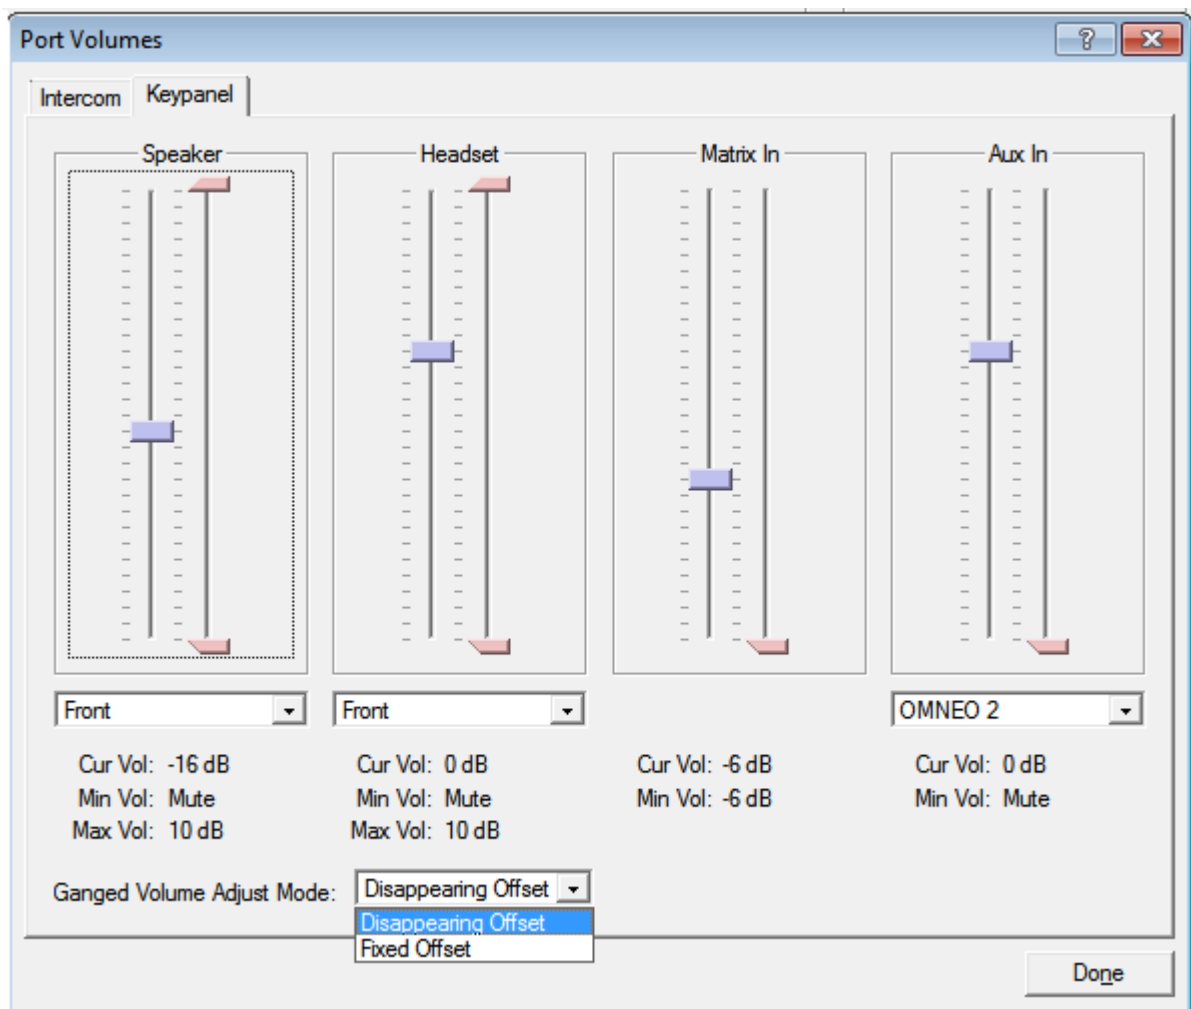 Port Volumes
?
Intercom Keypanel
Speaker Headset Matrix In Aux In
Front Front OMNEO 2
Cur Vol: -16 dB Cur Vol: 0 dB Cur Vol: -6 dB Cur Vol: 0 dB
Min Vol: Mute Min Vol: Mute Min Vol: -6 dB Min Vol: Mute
Max Vol: 10 dB Max Vol: 10 dB
Ganged Volume Adjust Mode: Disappearing Offset
Disappearing Offset
Fixed Offset
Done